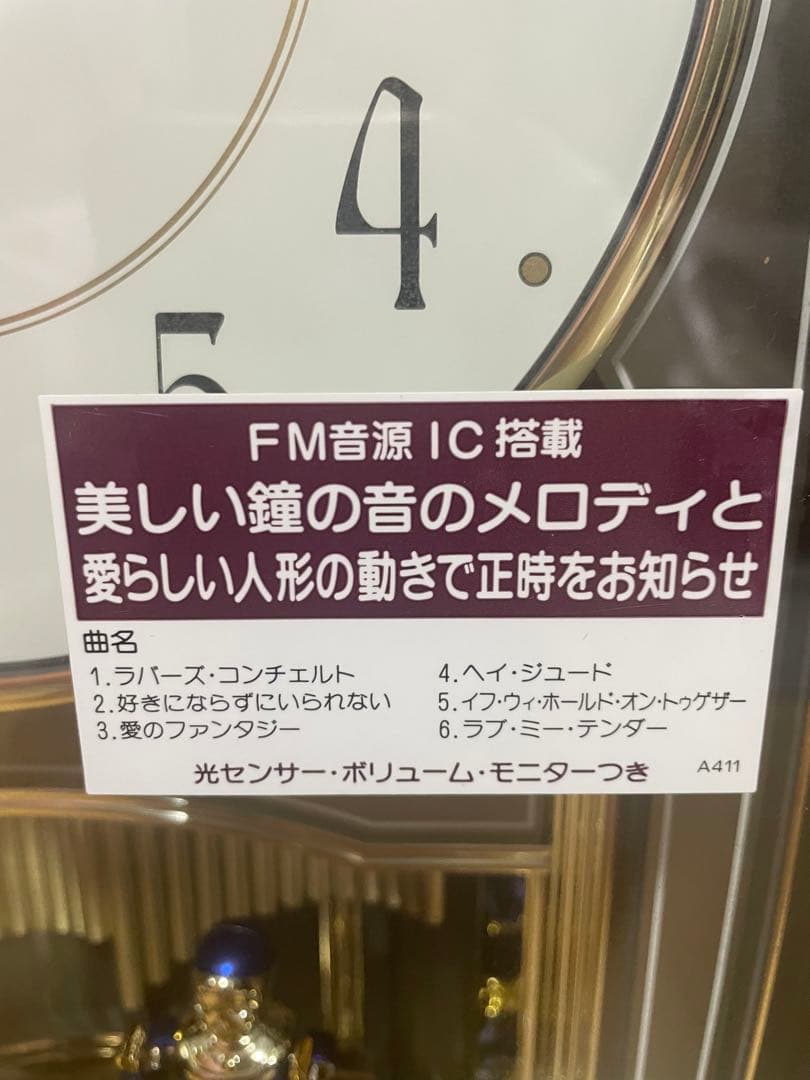 4
5
FM音源IC搭載
美しい鐘の音のメロディと
愛らしい人形の動きで正時をお知らせ
曲名
1.ラバーズ・コンチェルト
2.好きにならずにいられない
3.愛のファンタジー
4.ヘイ・ジュード
5.イフ・ウィ・ホールド・オン・トゥゲザー
6.ラブ・ミー・テンダー
光センサー・ボリューム・モニターつき A411